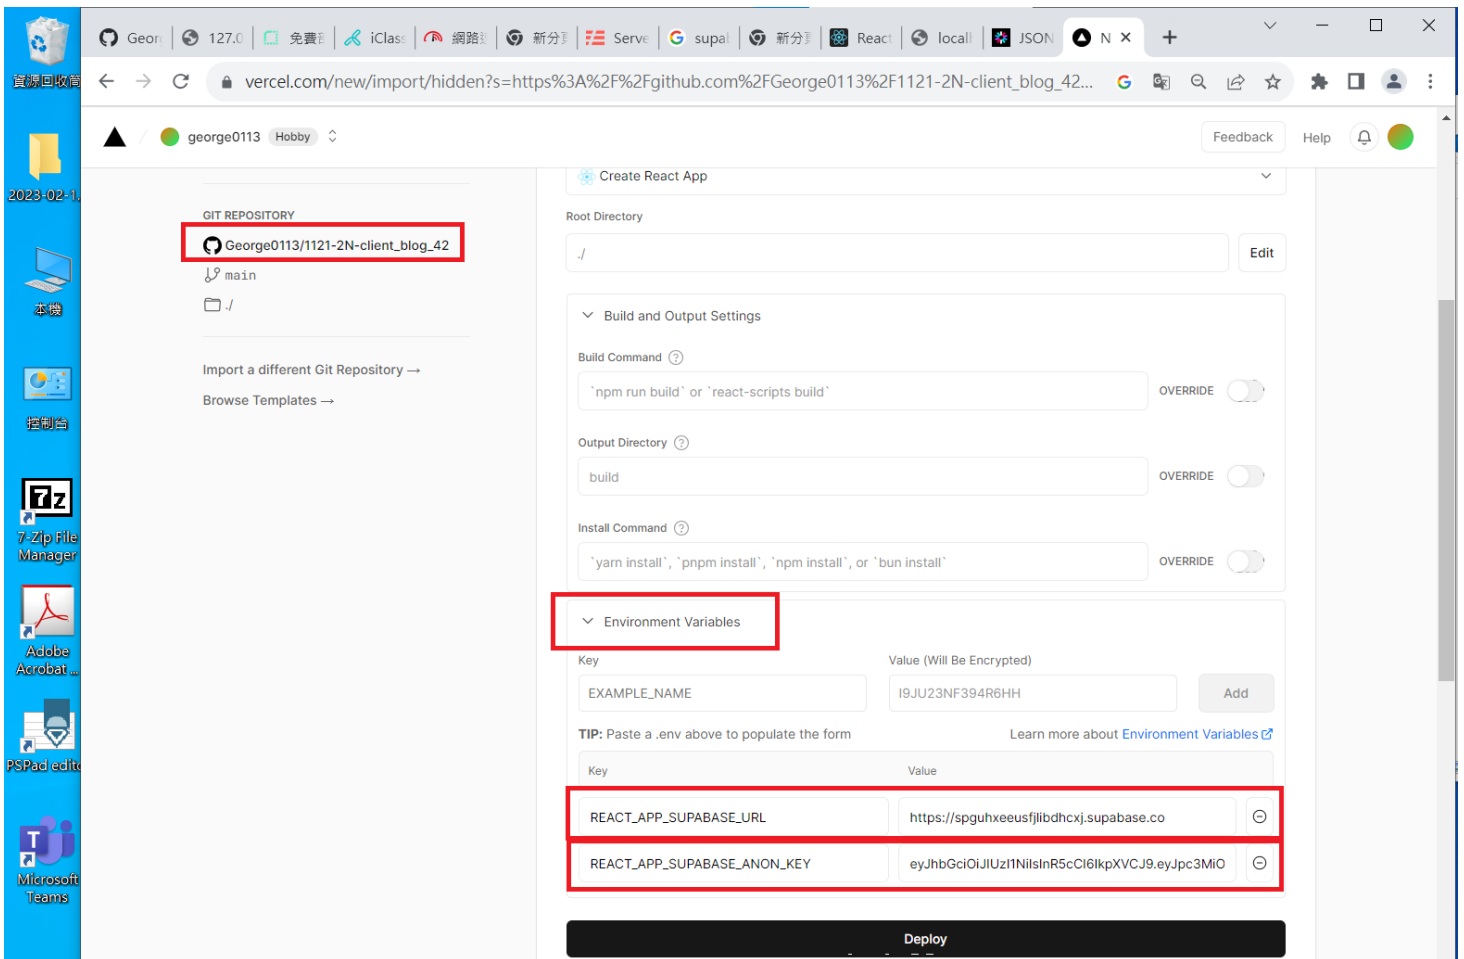 Geor
127.0
免費
iClass
網路
新分頁
Serve
supa
新分頁
React
local
JSON
N
vercel.com/new/import/hidden?s=https%3A%2F%2Fgithub.com%2FGeorge0113%2F1121-2N-client_blog_42...
資源回收筒
2023-02-1.
本機
控制台
7-Zip File
Manager
Adobe
Acrobat ...
PSPad edito
Microsoft
Teams
george0113
Hobby
Feedback
Help
GIT REPOSITORY
George0113/1121-2N-client_blog_42
main
./
Import a different Git Repository →
Browse Templates →
Create React App
Root Directory
./
Edit
Build and Output Settings
Build Command ?
`npm run build` or `react-scripts build`
OVERRIDE
Output Directory ?
build
OVERRIDE
Install Command ?
`yarn install`, `pnpm install`, `npm install`, or `bun install`
OVERRIDE
Environment Variables
Key
Value (Will Be Encrypted)
EXAMPLE_NAME
I9JU23NF394R6HH
Add
TIP: Paste a .env above to populate the form
Learn more about Environment Variables
Key
Value
REACT_APP_SUPABASE_URL
https://spguhxeeusfjlibdhcxj.supabase.co
REACT_APP_SUPABASE_ANON_KEY
eyJhbGciOiJIUzI1NiIsInR5cCI6IkpXVCJ9.eyJpc3MiO
Deploy